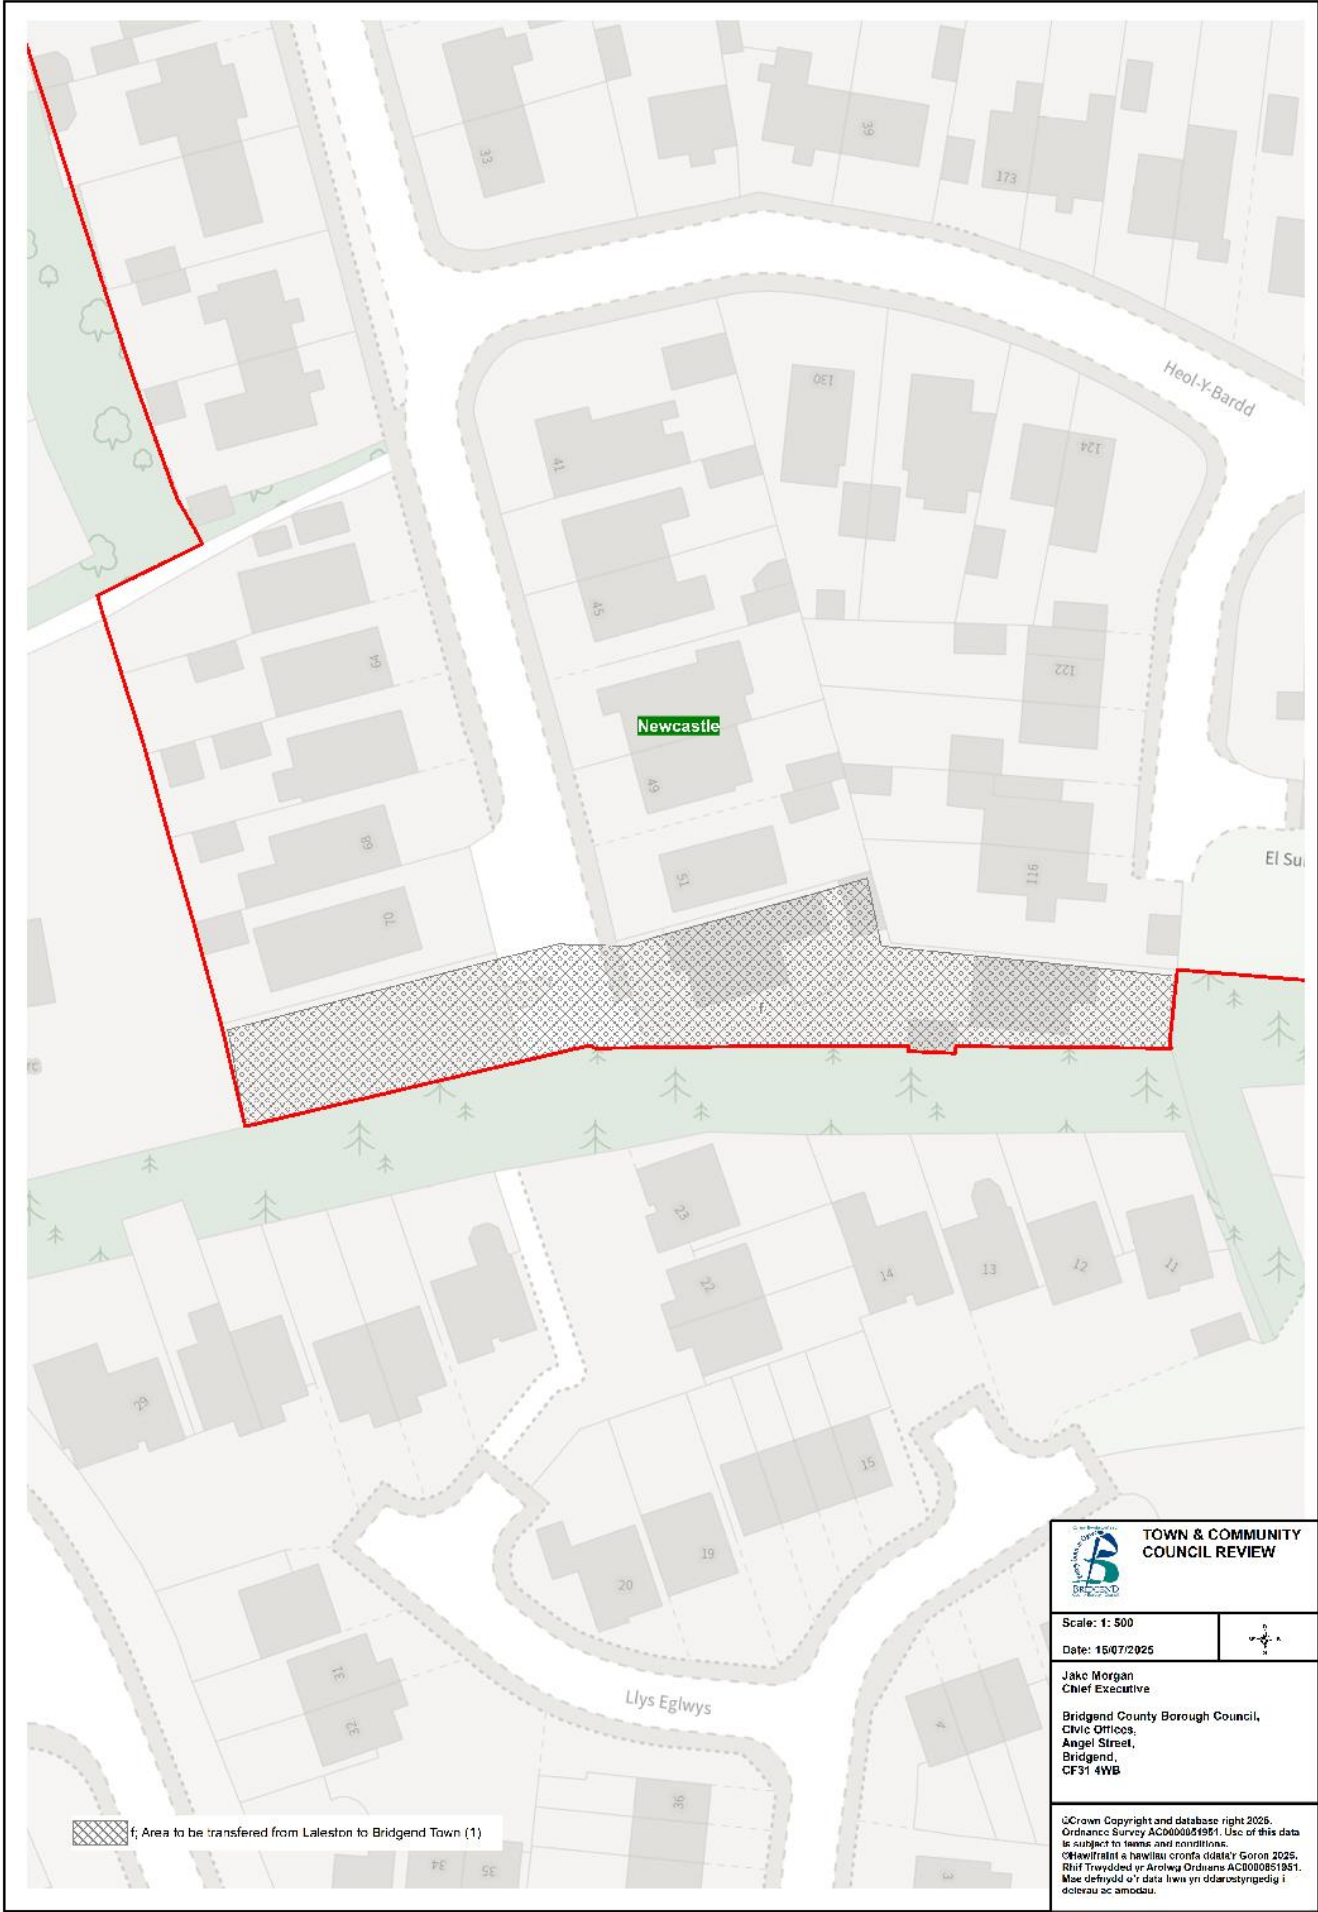 33
39
173
Heol-Y-Bardd
130
41
124
45
64
122
Newcastle
49
68
51
116
El Su
70
f
rc
23
22
14
13
12
11
29
15
19
20
31
32
Llys Eglwys
4
36
34
35
3
f; Area to be transfered from Laleston to Bridgend Town (1)
BRIDGEND
TOWN & COMMUNITY
COUNCIL REVIEW
Scale: 1: 500
Date: 15/07/2025
Jake Morgan
Chief Executive
Bridgend County Borough Council,
Civic Offices,
Angel Street,
Bridgend,
CF31 4WB
©Crown Copyright and database right 2025.
Ordnance Survey AC0000851951. Use of this data
is subject to terms and conditions.
©Hawlfraint a hawliau cronfa ddata'r Goron 2025.
Rhif Trwydded yr Arolwg Ordnans AC0000851951.
Mae defnydd o'r data hwn yn ddarostyngedig i
delerau ac amodau.